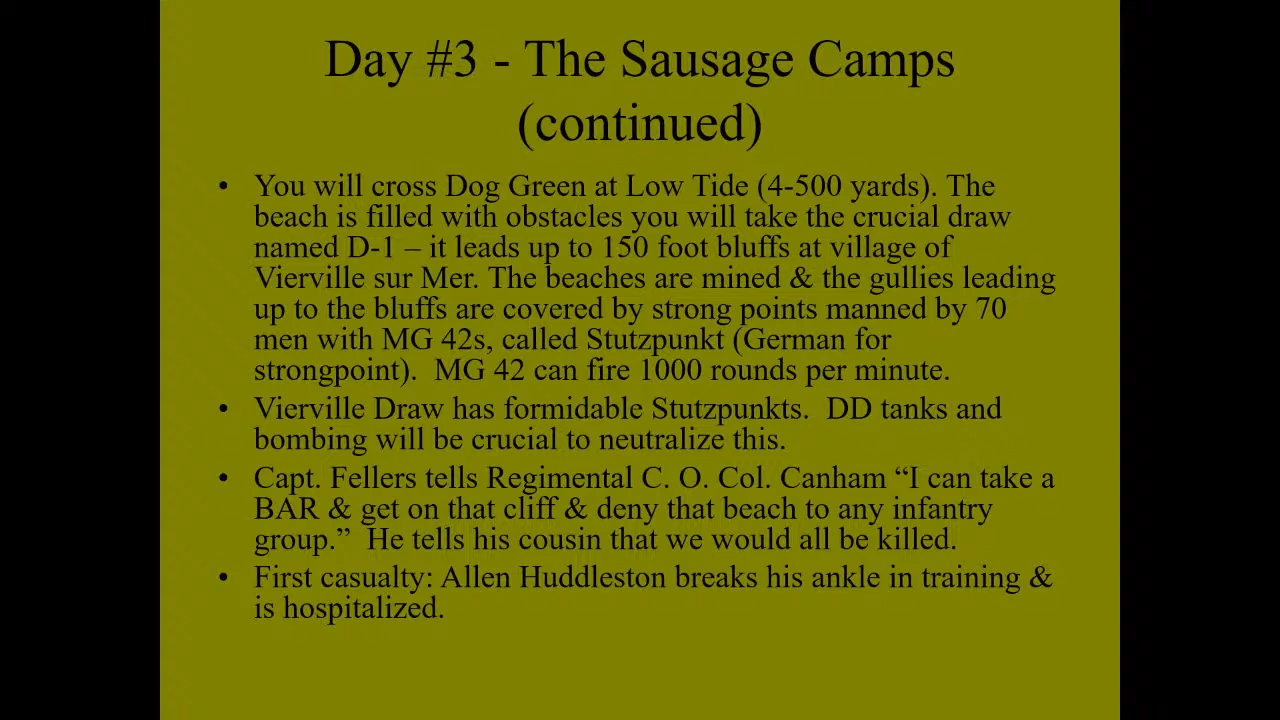 Day #3 - The Sausage Camps
(continued)
• You will cross Dog Green at Low Tide (4-500 yards). The
beach is filled with obstacles you will take the crucial draw
named D-1 – it leads up to 150 foot bluffs at village of
Vierville sur Mer. The beaches are mined & the gullies leading
up to the bluffs are covered by strong points manned by 70
men with MG 42s, called Stutzpunkt (German for
strongpoint).  MG 42 can fire 1000 rounds per minute.
• Vierville Draw has formidable Stutzpunkts.  DD tanks and
bombing will be crucial to neutralize this.
• Capt. Fellers tells Regimental C. O. Col. Canham “I can take a
BAR & get on that cliff & deny that beach to any infantry
group.”  He tells his cousin that we would all be killed.
• First casualty: Allen Huddleston breaks his ankle in training &
is hospitalized.